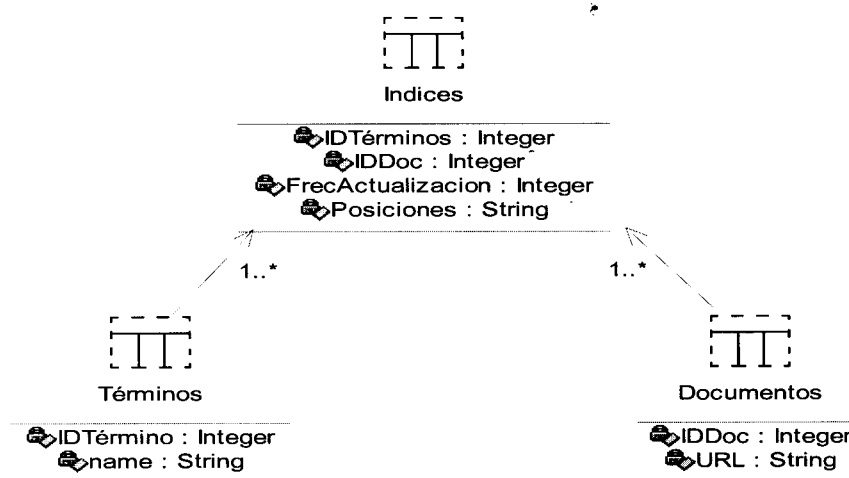 Indices
IDTérminos : Integer
IDDoc : Integer
FrecActualizacion : Integer
Posiciones : String
1..*
1..*
Términos
IDTérmino : Integer
name : String
Documentos
IDDoc : Integer
URL : String